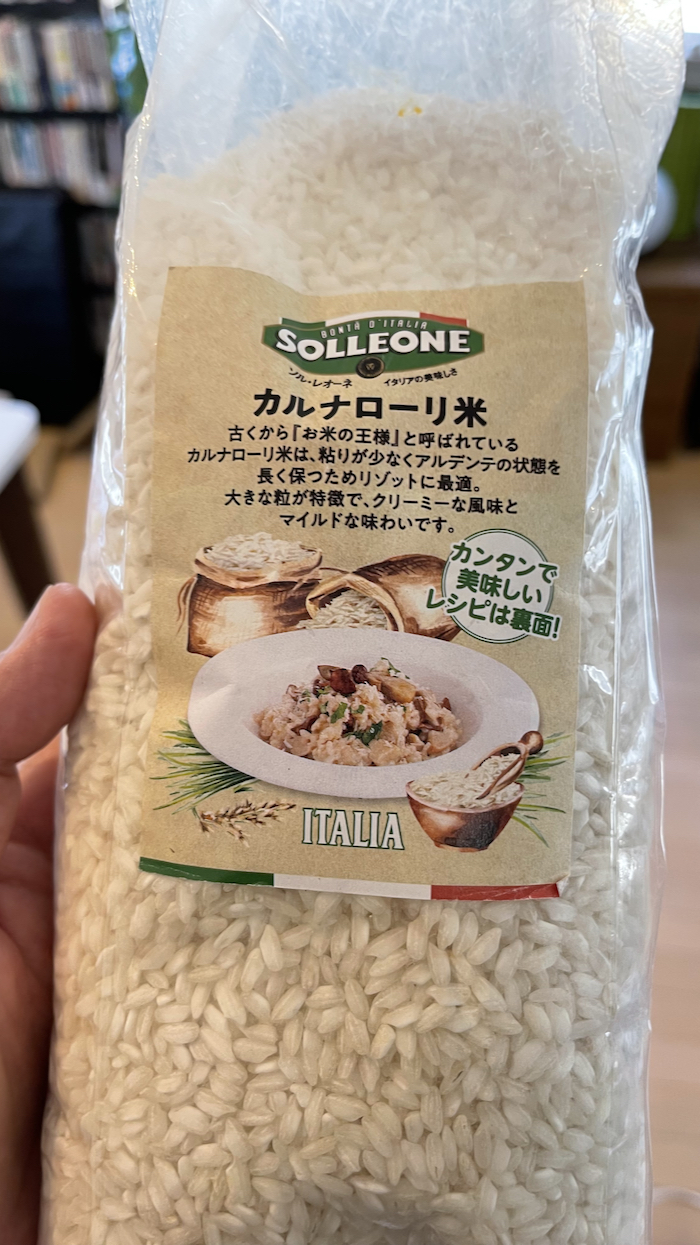 BONTÀ D'ITALIA
SOLLEONE
ソル・レオーネ イタリアの美味しさ
カルナローリ米
古くから『お米の王様』と呼ばれている
カルナローリ米は、粘りが少なくアルデンテの状態を
長く保つためリゾットに最適。
大きな粒が特徴で、クリーミーな風味と
マイルドな味わいです。
カンタンで
美味しい
レシピは裏面!
ITALIA